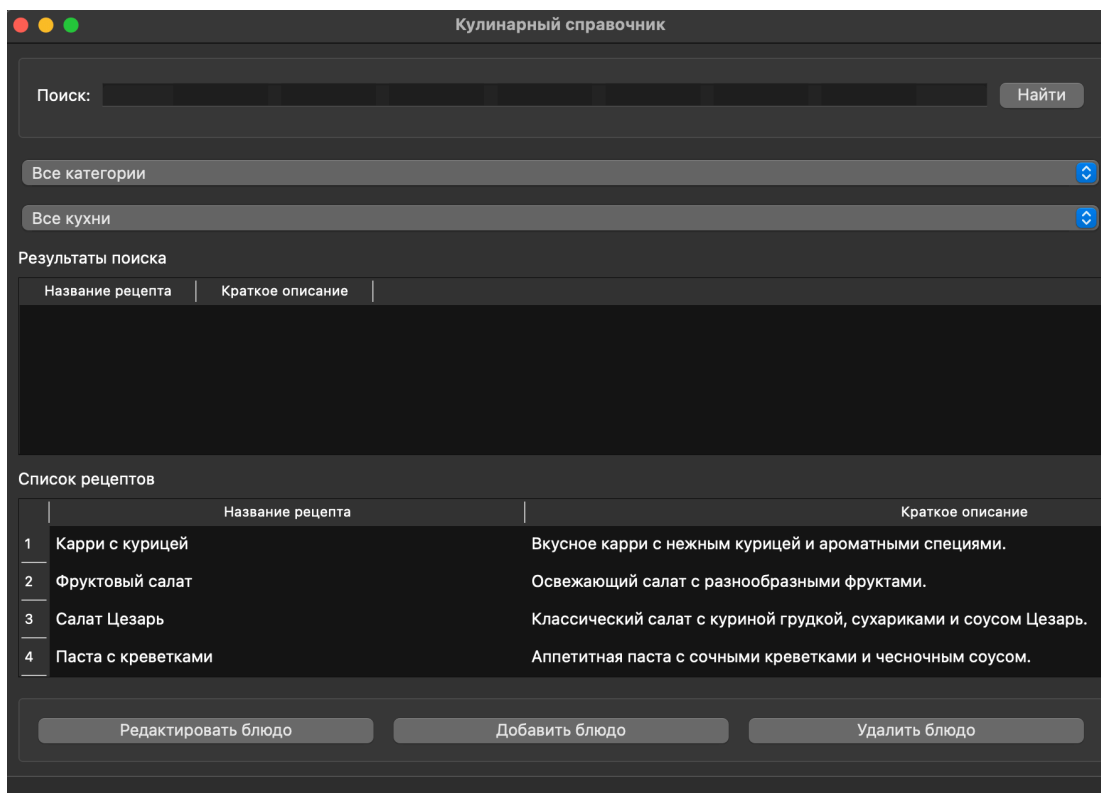 Кулинарный справочник
Поиск: Найти
Все категории
Все кухни
Результаты поиска
Название рецепта Краткое описание
Список рецептов
Название рецепта Краткое описание
1 Карри с курицей Вкусное карри с нежным курицей и ароматными специями.
2 Фруктовый салат Освежающий салат с разнообразными фруктами.
3 Салат Цезарь Классический салат с куриной грудкой, сухариками и соусом Цезарь.
4 Паста с креветками Аппетитная паста с сочными креветками и чесночным соусом.
Редактировать блюдо Добавить блюдо Удалить блюдо